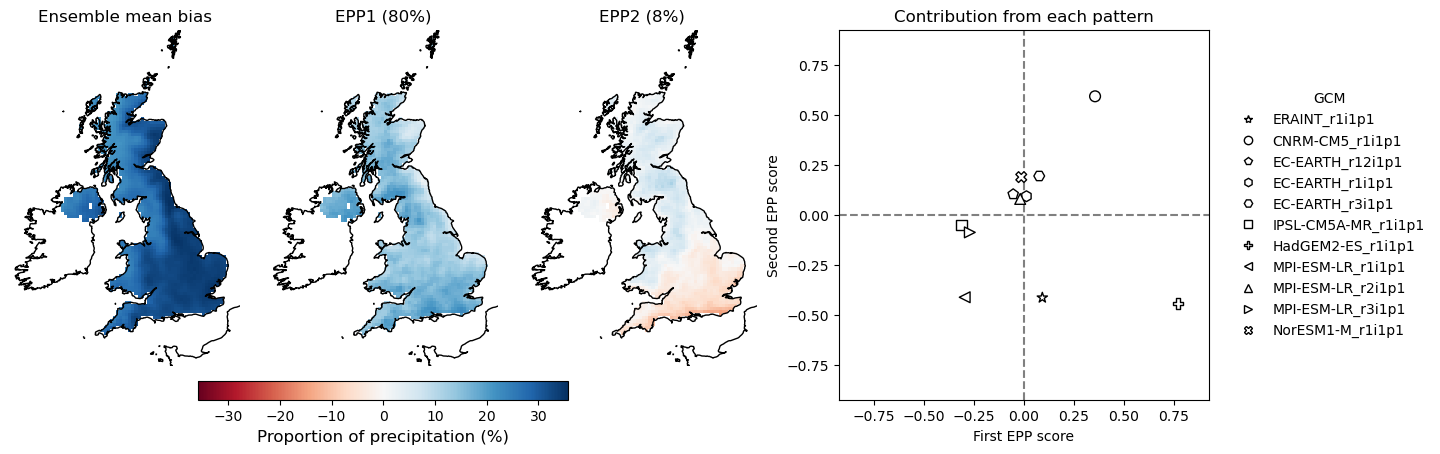 Ensemble mean bias
EPP1 (80%)
EPP2 (8%)
−30 −20 −10 0 10 20 30
Proportion of precipitation (%)
Contribution from each pattern
Second EPP score
0.75
0.50
0.25
0.00
−0.25
−0.50
−0.75
−0.75 −0.50 −0.25 0.00 0.25 0.50 0.75
First EPP score
GCM
ERAINT_r1i1p1
CNRM-CM5_r1i1p1
EC-EARTH_r12i1p1
EC-EARTH_r1i1p1
EC-EARTH_r3i1p1
IPSL-CM5A-MR_r1i1p1
HadGEM2-ES_r1i1p1
MPI-ESM-LR_r1i1p1
MPI-ESM-LR_r2i1p1
MPI-ESM-LR_r3i1p1
NorESM1-M_r1i1p1